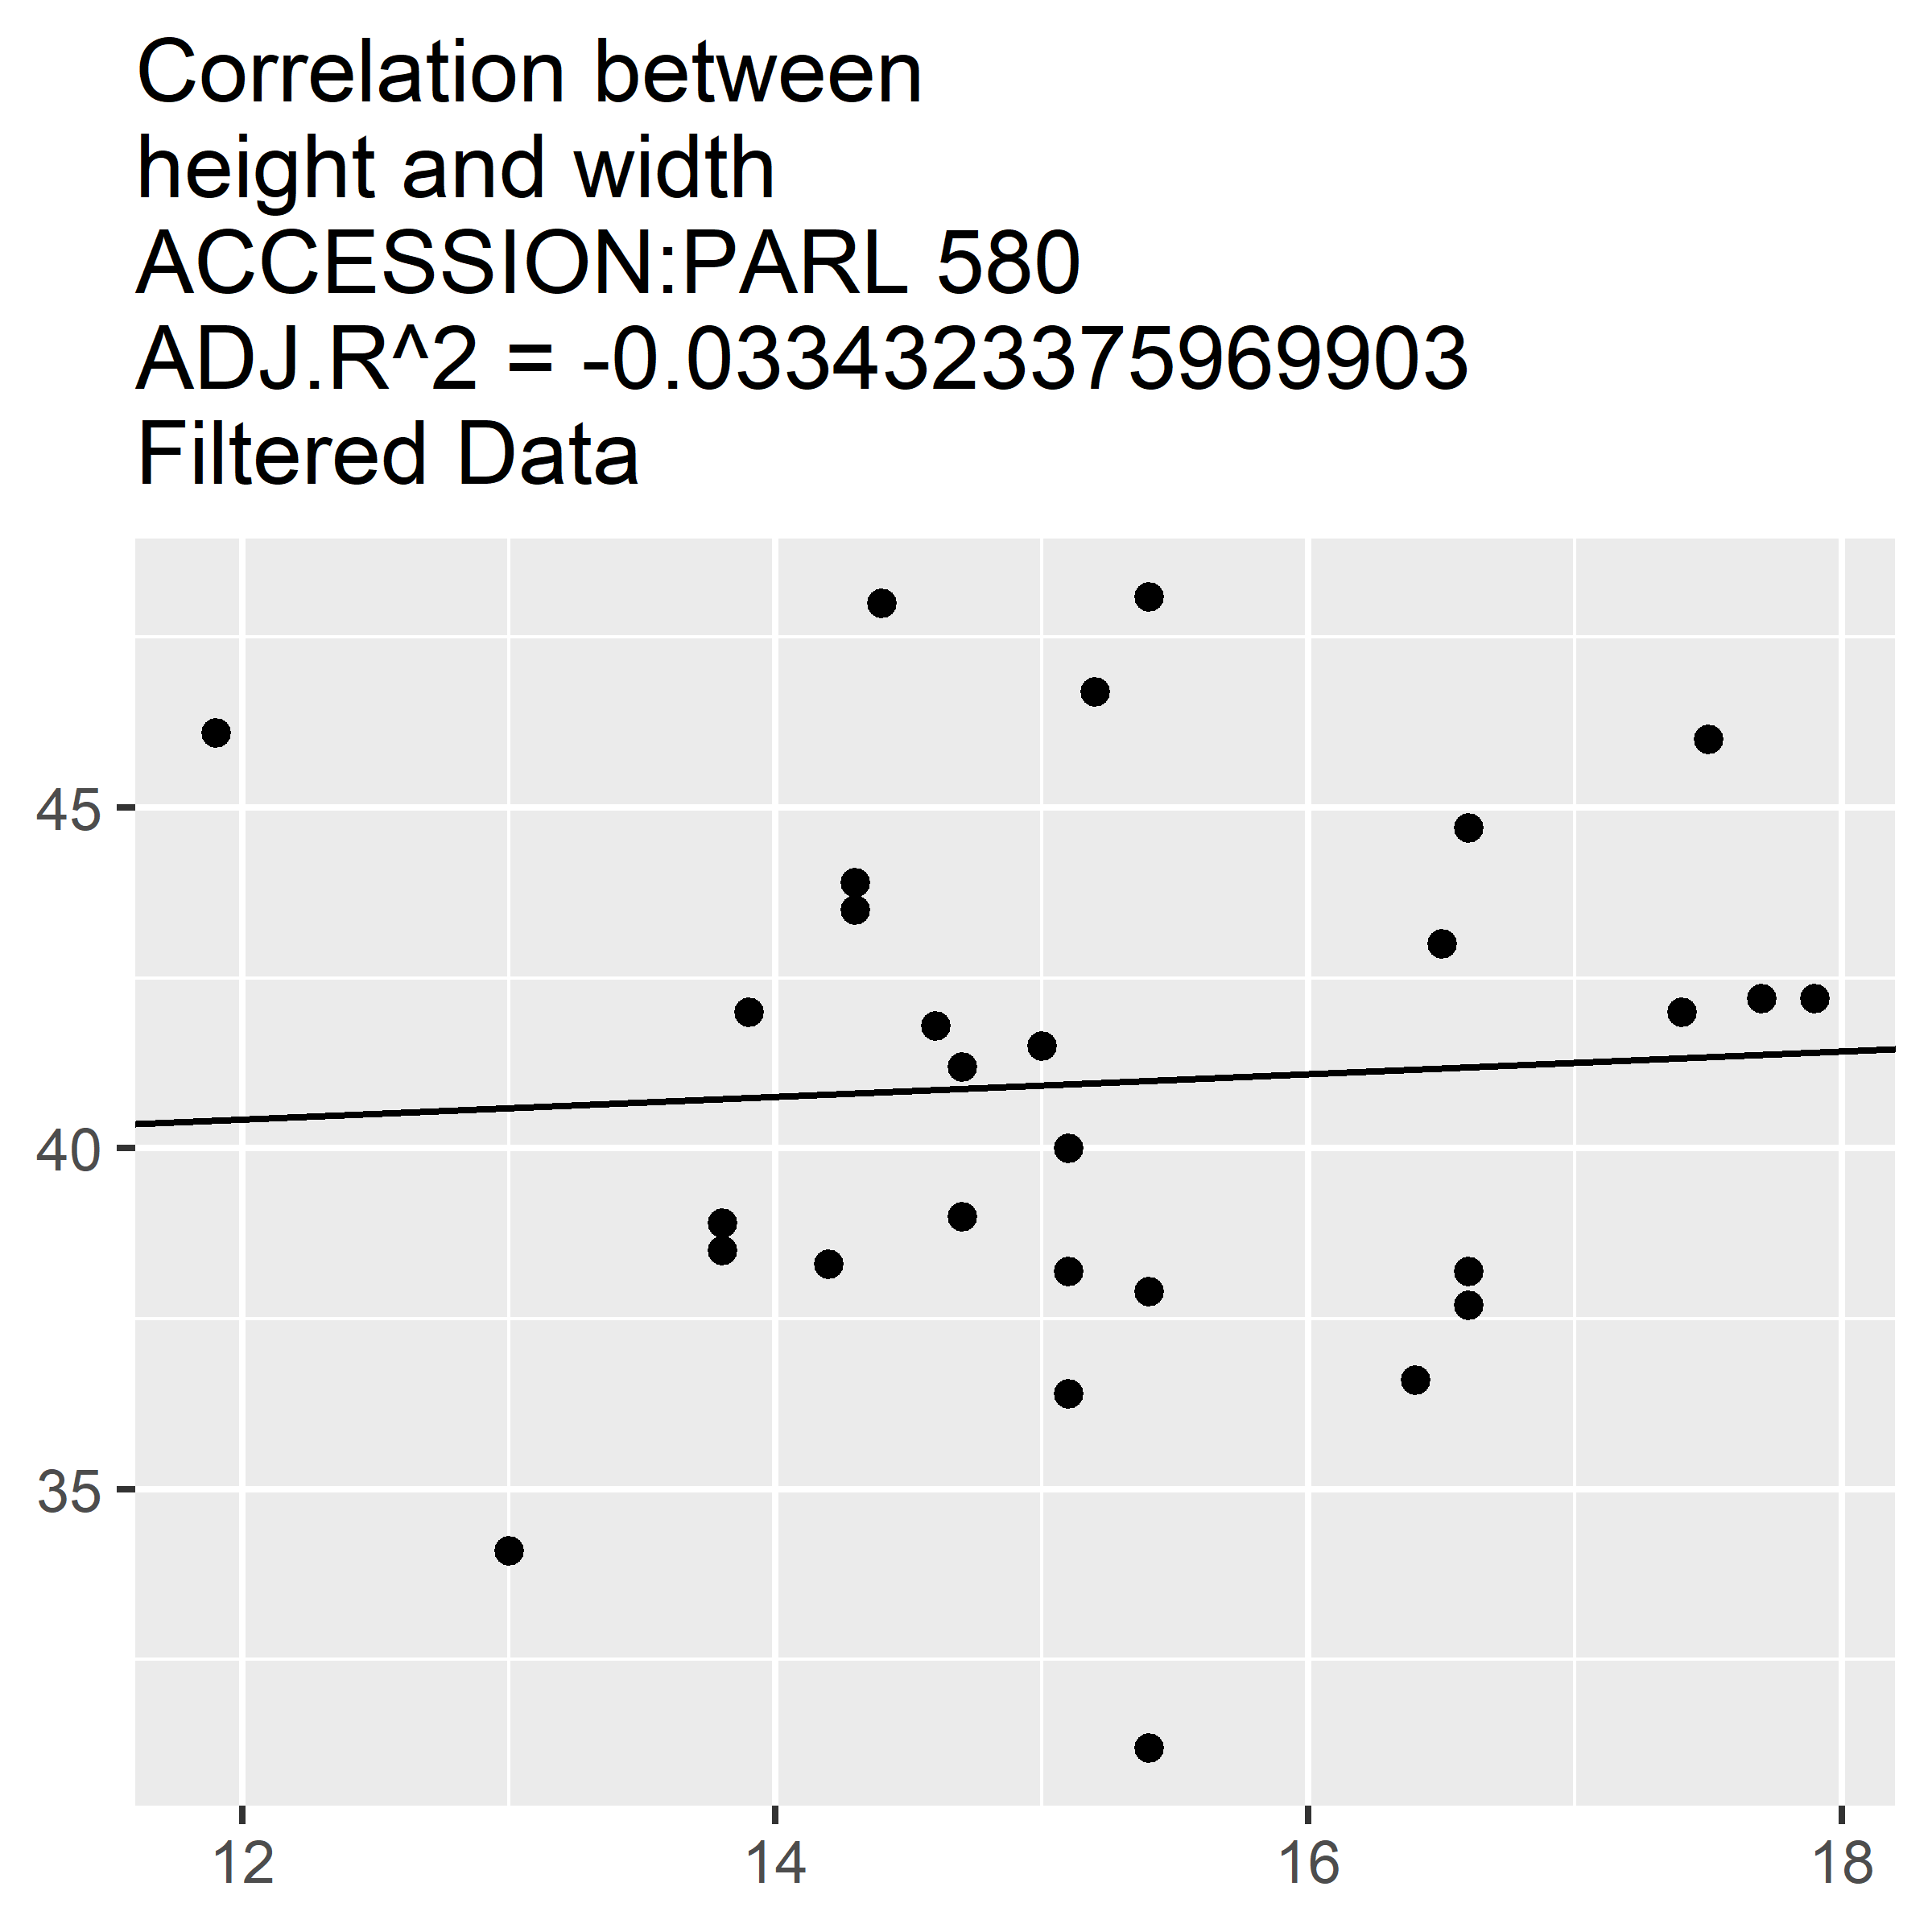 Correlation between
height and width
ACCESSION:PARL 580
ADJ.R^2 = -0.0334323375969903
Filtered Data
45
40
35
12 14 16 18